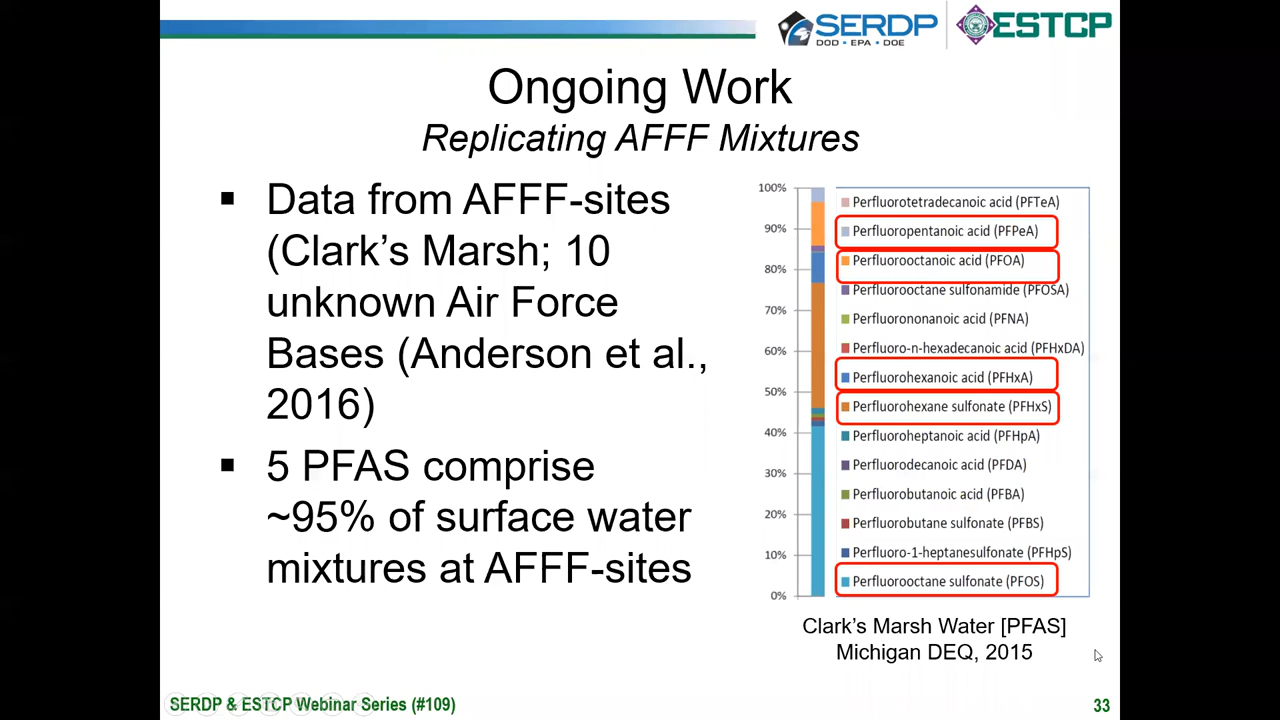 SERDP
DOD • EPA • DOE
ESTCP
Ongoing Work
Replicating AFFF Mixtures
▪ Data from AFFF-sites
(Clark’s Marsh; 10
unknown Air Force
Bases (Anderson et al.,
2016)
▪ 5 PFAS comprise
~95% of surface water
mixtures at AFFF-sites
100%
90%
80%
70%
60%
50%
40%
30%
20%
10%
0%
Perfluorotetradecanoic acid (PFTeA)
Perfluoropentanoic acid (PFPeA)
Perfluorooctanoic acid (PFOA)
Perfluorooctane sulfonamide (PFOSA)
Perfluorononanoic acid (PFNA)
Perfluoro-n-hexadecanoic acid (PFHxDA)
Perfluorohexanoic acid (PFHxA)
Perfluorohexane sulfonate (PFHxS)
Perfluoroheptanoic acid (PFHpA)
Perfluorodecanoic acid (PFDA)
Perfluorobutanoic acid (PFBA)
Perfluorobutane sulfonate (PFBS)
Perfluoro-1-heptanesulfonate (PFHpS)
Perfluorooctane sulfonate (PFOS)
Clark’s Marsh Water [PFAS]
Michigan DEQ, 2015
SERDP & ESTCP Webinar Series (#109)
33